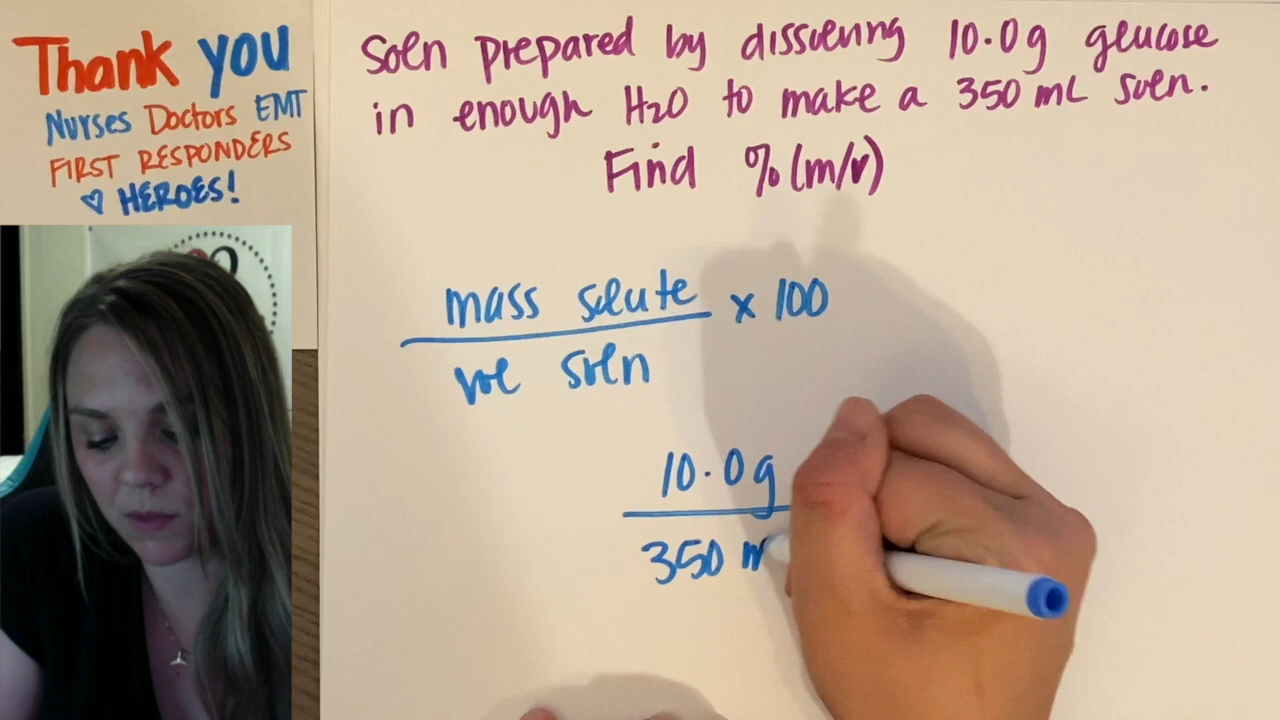 Thank you
Nurses Doctors EMT
FIRST RESPONDERS
♡ HEROES!
Soln prepared by dissolving 10.0g glucose
in enough H2O to make a 350 mL soln.
Find %(m/v)
mass solute × 100
vol soln
10.0g
350 m